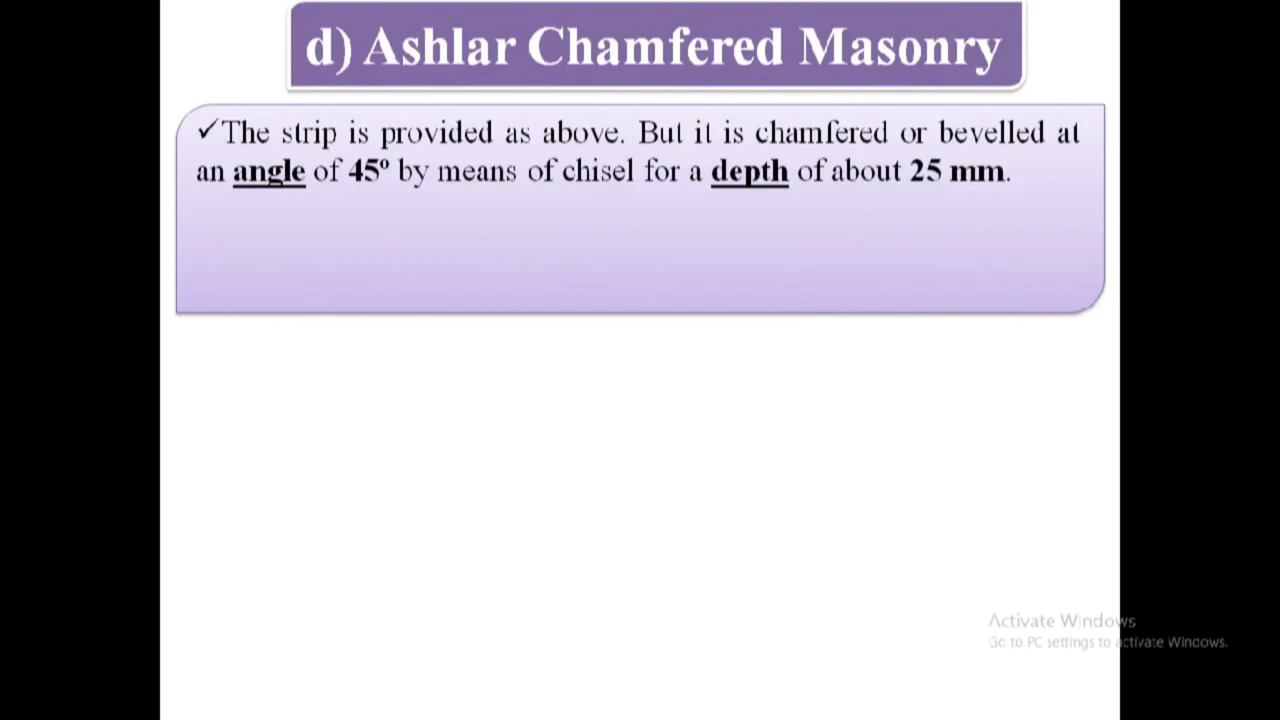 d) Ashlar Chamfered Masonry
✓The strip is provided as above. But it is chamfered or bevelled at
an angle of 45º by means of chisel for a depth of about 25 mm.
Activate Windows
Go to PC settings to activate Windows.